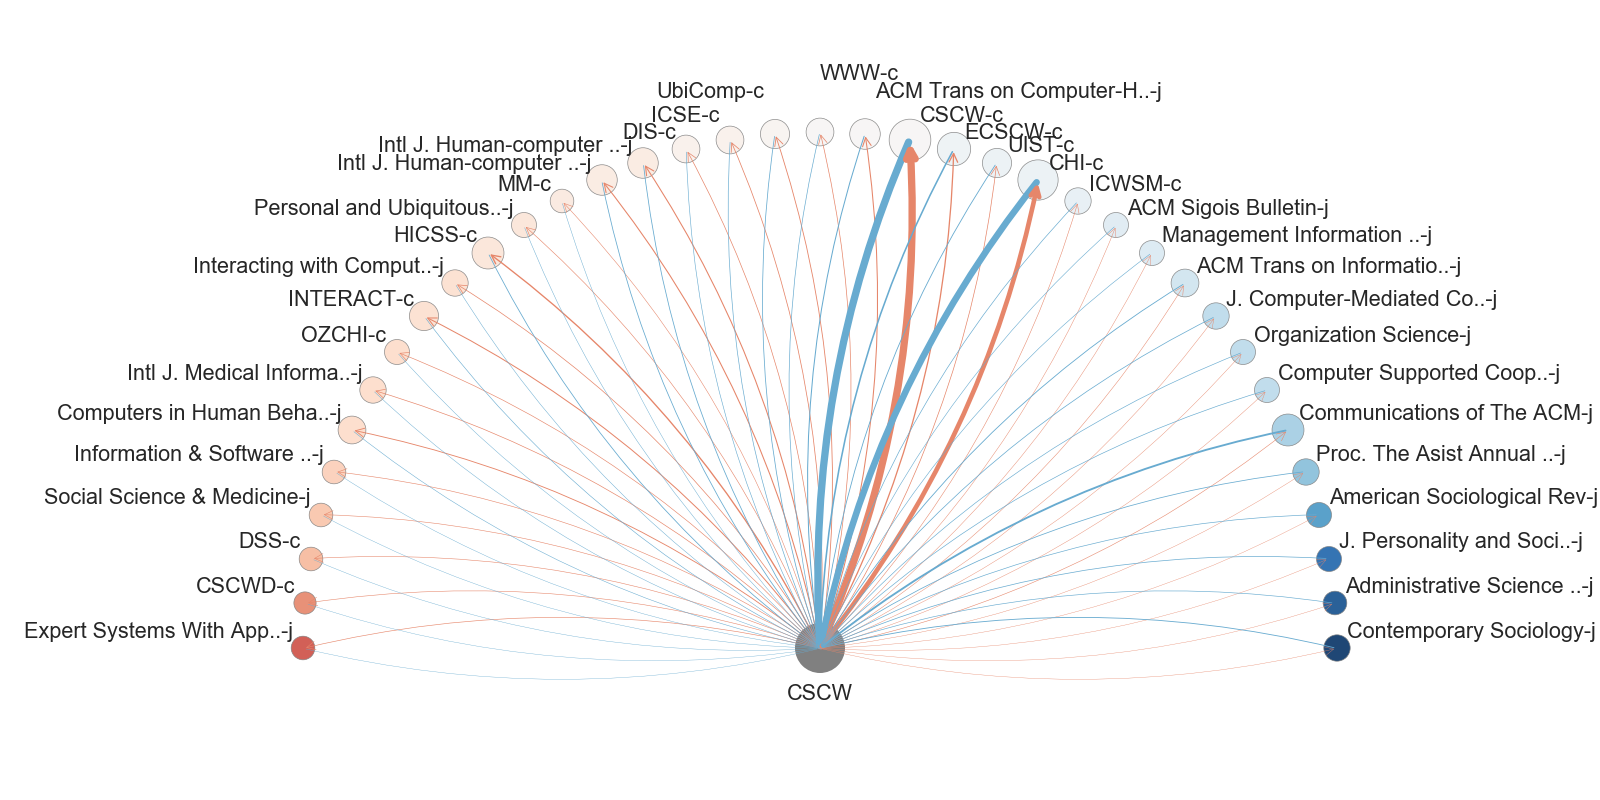 WWW-c
UbiComp-c
ACM Trans on Computer-H..-j
ICSE-c
CSCW-c
DIS-c
ECSCW-c
Intl J. Human-computer ..-j
UIST-c
Intl J. Human-computer ..-j
CHI-c
MM-c
ICWSM-c
Personal and Ubiquitous..-j
ACM Sigois Bulletin-j
HICSS-c
Management Information ..-j
Interacting with Comput..-j
ACM Trans on Informatio..-j
INTERACT-c
J. Computer-Mediated Co..-j
OZCHI-c
Organization Science-j
Intl J. Medical Informa..-j
Computer Supported Coop..-j
Computers in Human Beha..-j
Communications of The ACM-j
Information & Software ..-j
Proc. The Asist Annual ..-j
Social Science & Medicine-j
American Sociological Rev-j
DSS-c
J. Personality and Soci..-j
CSCWD-c
Administrative Science ..-j
Expert Systems With App..-j
Contemporary Sociology-j
CSCW